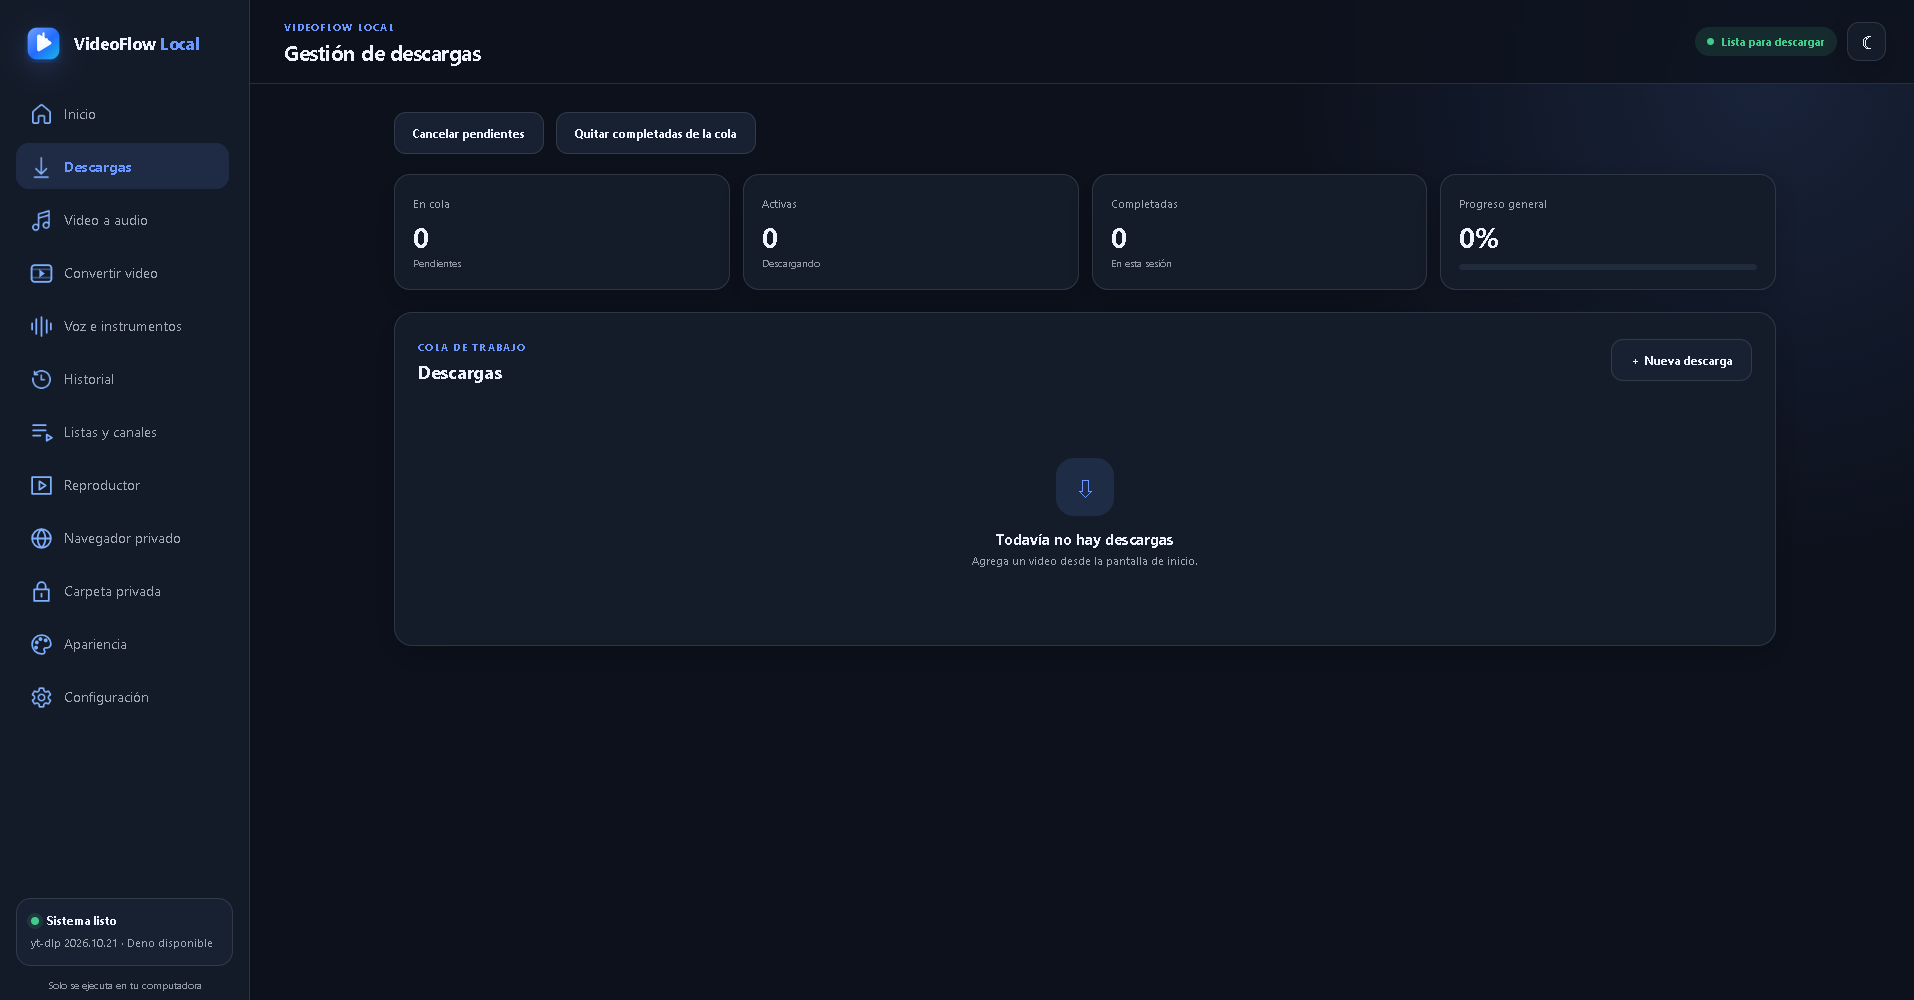 VideoFlow Local
Inicio
Descargas
Video a audio
Convertir video
Voz e instrumentos
Historial
Listas y canales
Reproductor
Navegador privado
Carpeta privada
Apariencia
Configuración
Sistema listo
yt-dlp 2026.10.21 · Deno disponible
Solo se ejecuta en tu computadora
VIDEOFLOW LOCAL
Gestión de descargas
Lista para descargar
Cancelar pendientes
Quitar completadas de la cola
En cola
0
Pendientes
Activas
0
Descargando
Completadas
0
En esta sesión
Progreso general
0%
COLA DE TRABAJO
Descargas
+ Nueva descarga
Todavía no hay descargas
Agrega un video desde la pantalla de inicio.